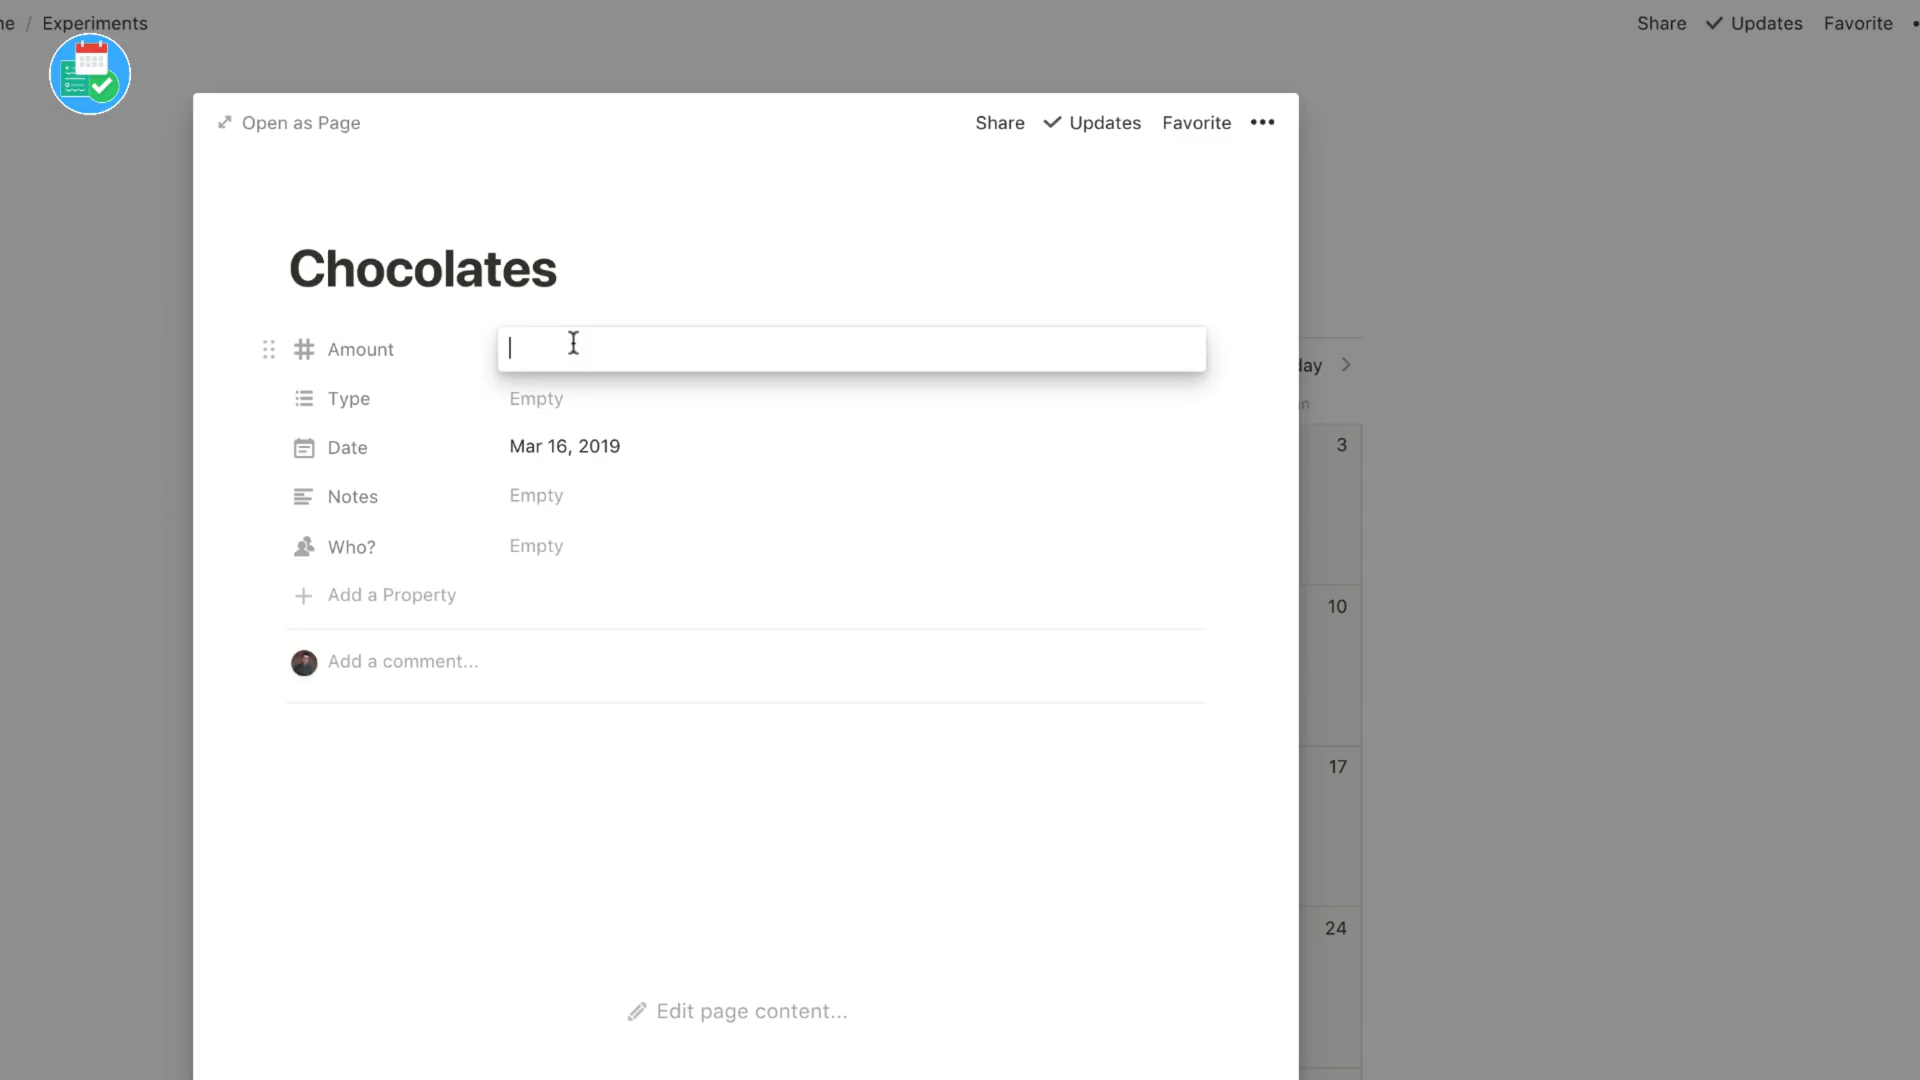 / Experiments
Share Updates Favorite
Open as Page
Share Updates Favorite
Chocolates
Amount
Type Empty
Date Mar 16, 2019
Notes Empty
Who? Empty
Add a Property
Add a comment...
Edit page content...
3
10
17
24